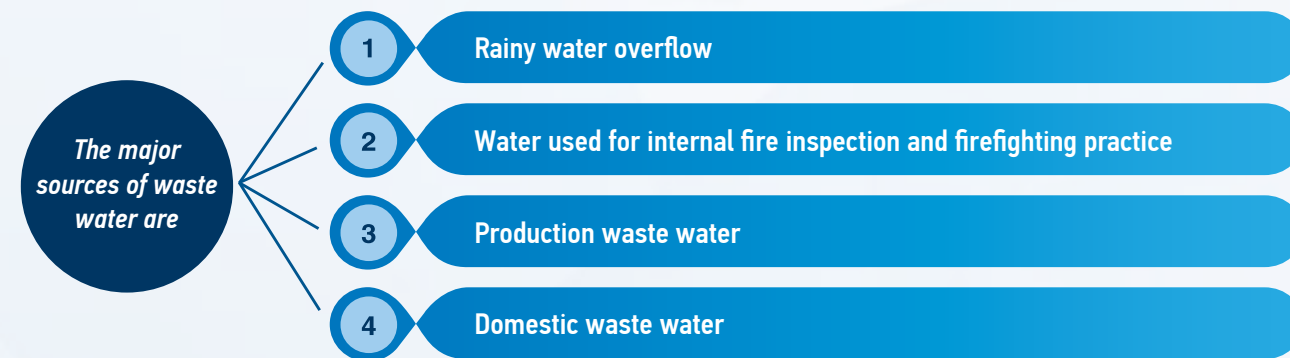 The major
sources of waste
water are
1
Rainy water overflow
2
Water used for internal fire inspection and firefighting practice
3
Production waste water
4
Domestic waste water